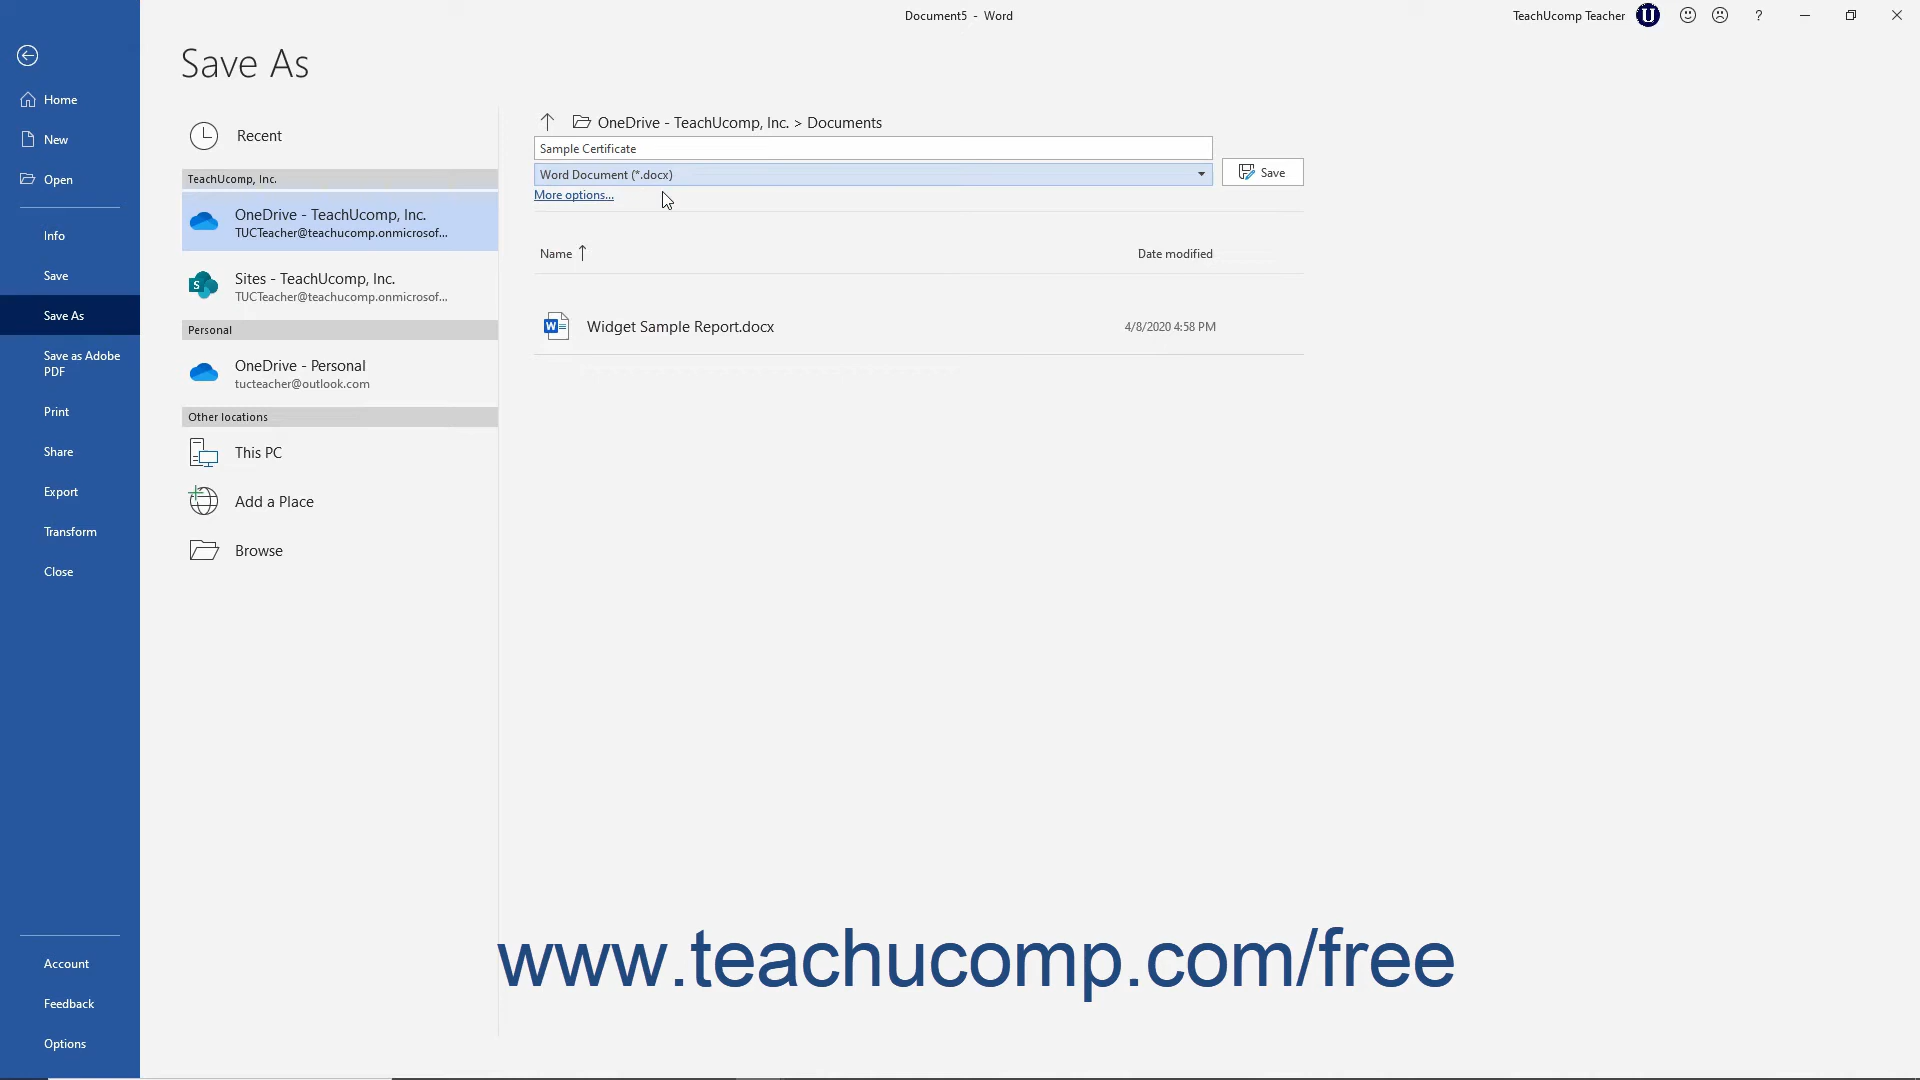 Document5 - Word
TeachUcomp Teacher
U
?
Save As
Home
New
Open
Info
Save
Save As
Save as Adobe
PDF
Print
Share
Export
Transform
Close
Account
Feedback
Options
Recent
TeachUcomp, Inc.
OneDrive - TeachUcomp, Inc.
TUCTeacher@teachucomp.onmicrosof...
S
Sites - TeachUcomp, Inc.
TUCTeacher@teachucomp.onmicrosof...
Personal
OneDrive - Personal
tucteacher@outlook.com
Other locations
This PC
Add a Place
Browse
OneDrive - TeachUcomp, Inc. > Documents
Sample Certificate
Word Document (*.docx)
Save
More options...
Name
Date modified
W
Widget Sample Report.docx
4/8/2020 4:58 PM
www.teachucomp.com/free